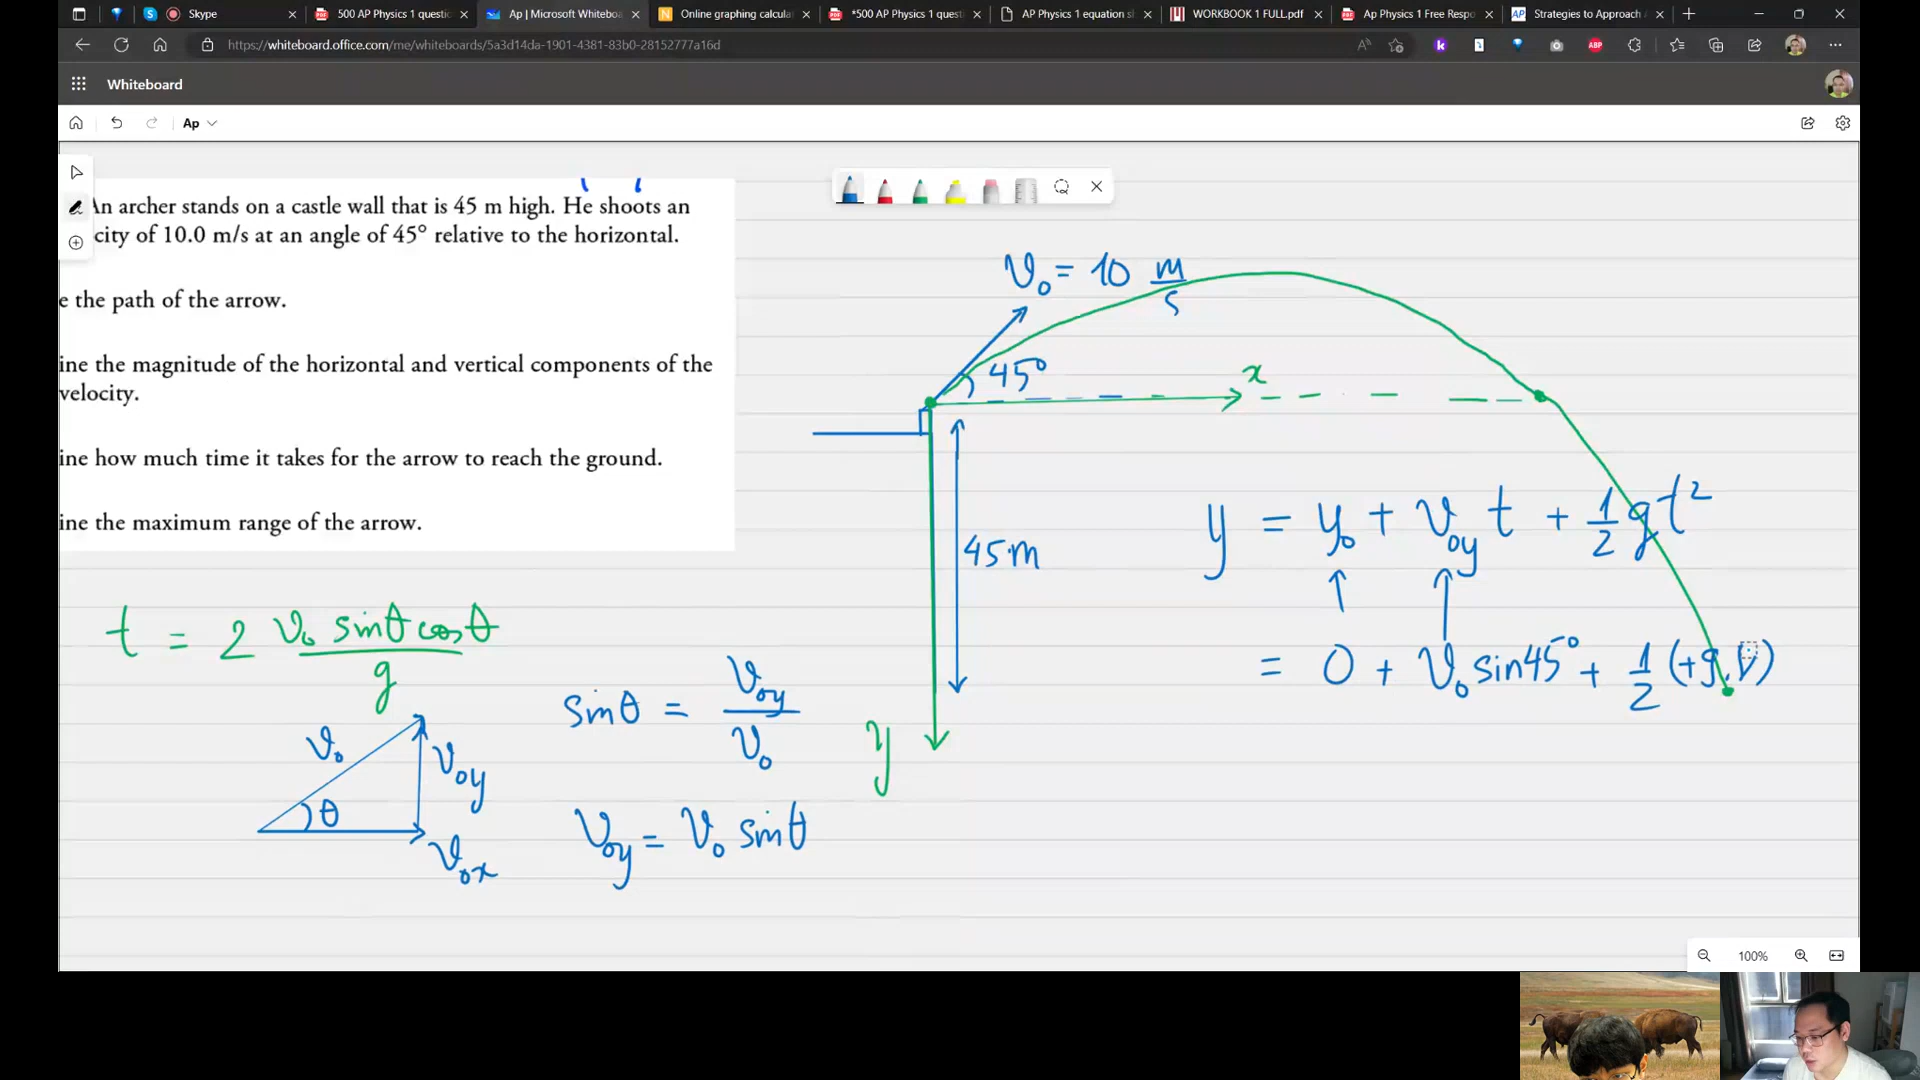 Skype
500 AP Physics 1 questi
Ap | Microsoft Whiteboa
Online graphing calcula
*500 AP Physics 1 quest
AP Physics 1 equation s
WORKBOOK 1 FULL.pdf
Ap Physics 1 Free Respo
Strategies to Approach
https://whiteboard.office.com/me/whiteboards/5a3d14da-1901-4381-83b0-28152777a16d
ABP
Whiteboard
Ap
An archer stands on a castle wall that is 45 m high. He shoots an
city of 10.0 m/s at an angle of 45° relative to the horizontal.
e the path of the arrow.
ine the magnitude of the horizontal and vertical components of the
velocity.
ine how much time it takes for the arrow to reach the ground.
ine the maximum range of the arrow.
v₀ = 10 m/s
45°
x
45m
y
y = y₀ + v₀y t + 1/2 g t²
= 0 + v₀ sin45° + 1/2 (+9.
t = 2 v₀ sinθ cosθ / g
sinθ = v₀y / v₀
v₀y = v₀ sinθ
v₀
θ
v₀y
v₀x
100%